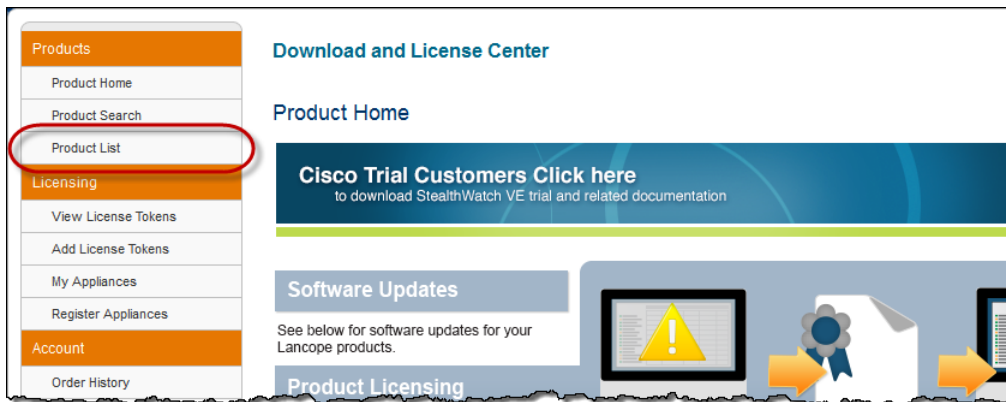 Products
Product Home
Product Search
Product List
Licensing
View License Tokens
Add License Tokens
My Appliances
Register Appliances
Account
Order History
Download and License Center
Product Home
Cisco Trial Customers Click here
to download StealthWatch VE trial and related documentation
Software Updates
See below for software updates for your
Lancope products.
Product Licensing